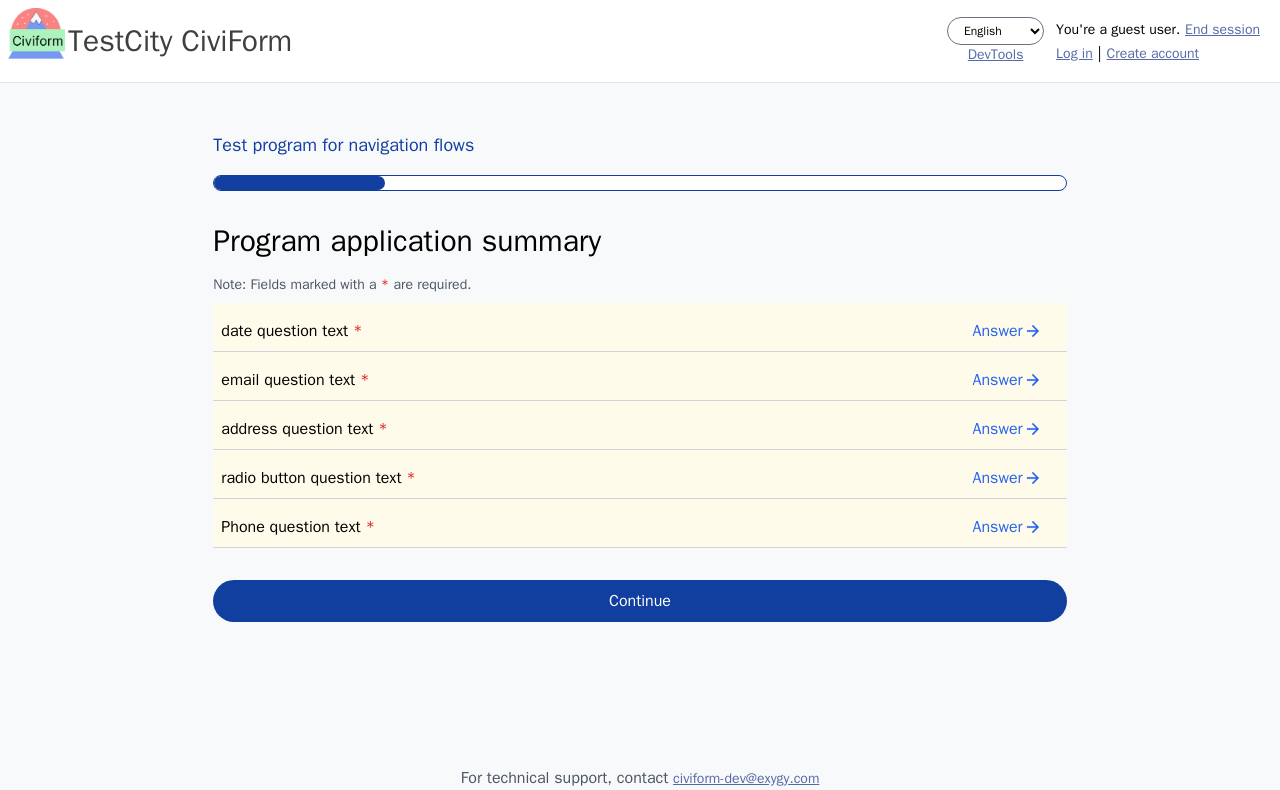 Civiform
TestCity CiviForm
English
DevTools
You're a guest user. End session
Log in | Create account
Test program for navigation flows
Program application summary
Note: Fields marked with a * are required.
date question text *
Answer
email question text *
Answer
address question text *
Answer
radio button question text *
Answer
Phone question text *
Answer
Continue
For technical support, contact civiform-dev@exygy.com